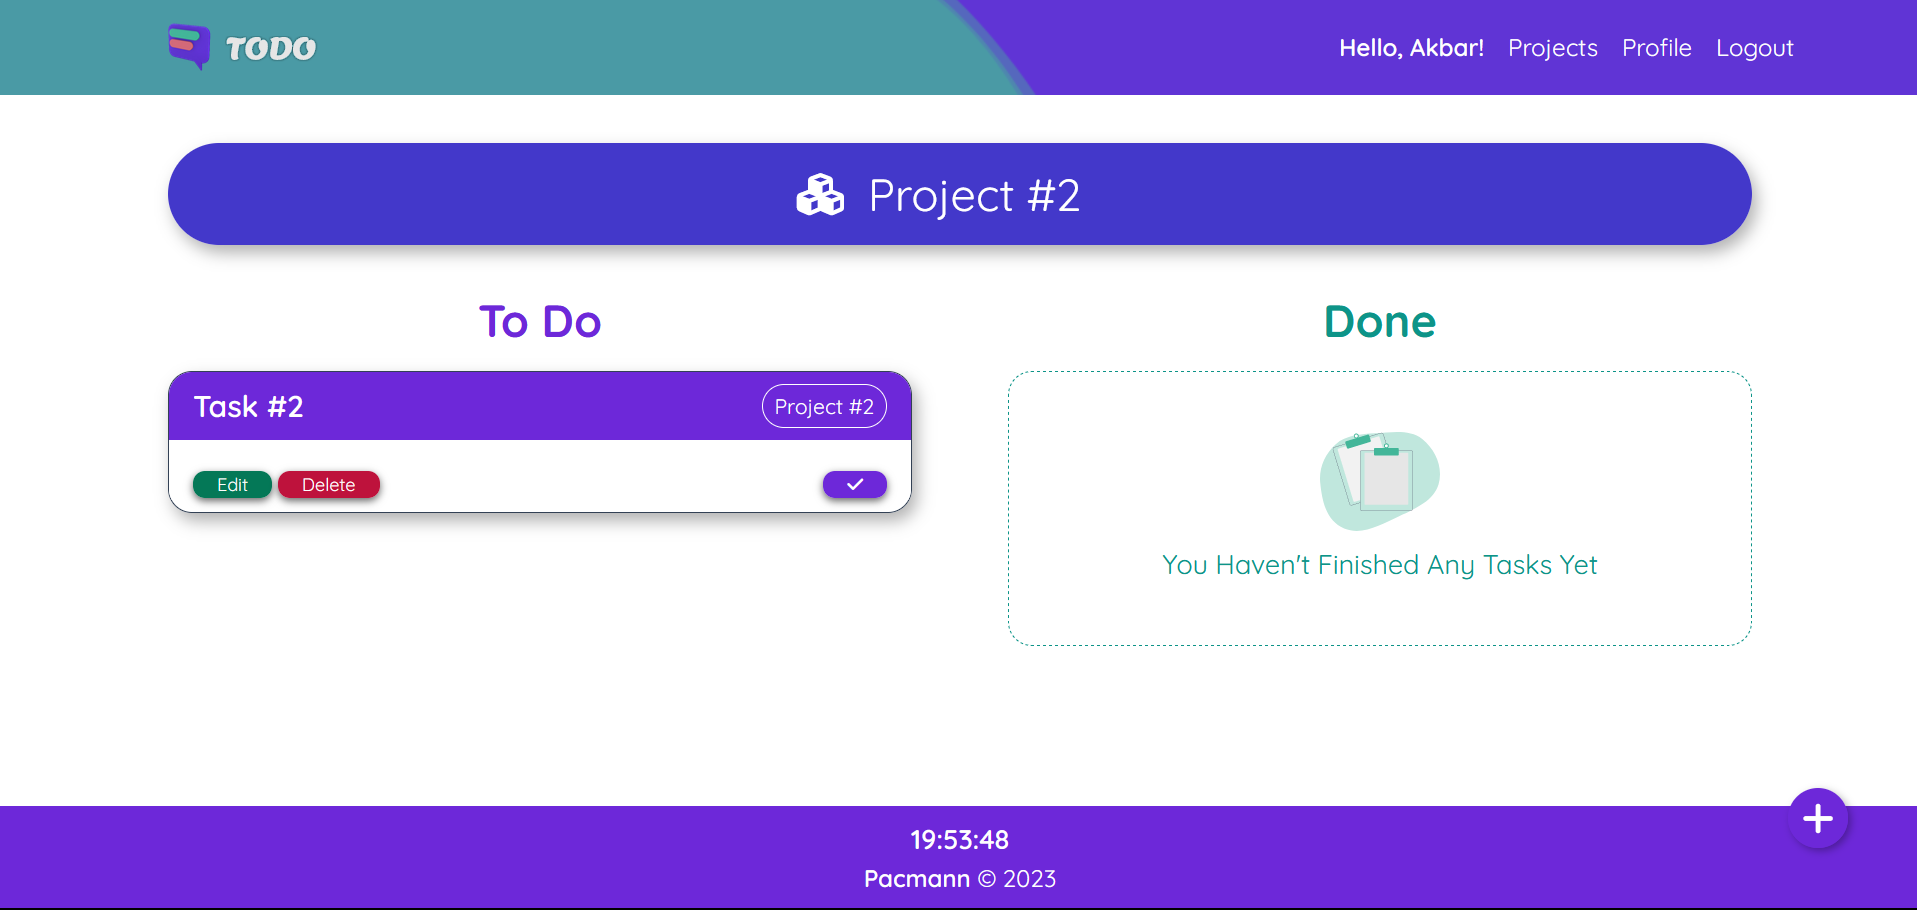 TODO
Hello, Akbar! Projects Profile Logout
Project #2
To Do
Task #2 Project #2
Edit Delete
Done
You Haven't Finished Any Tasks Yet
19:53:48
Pacmann © 2023